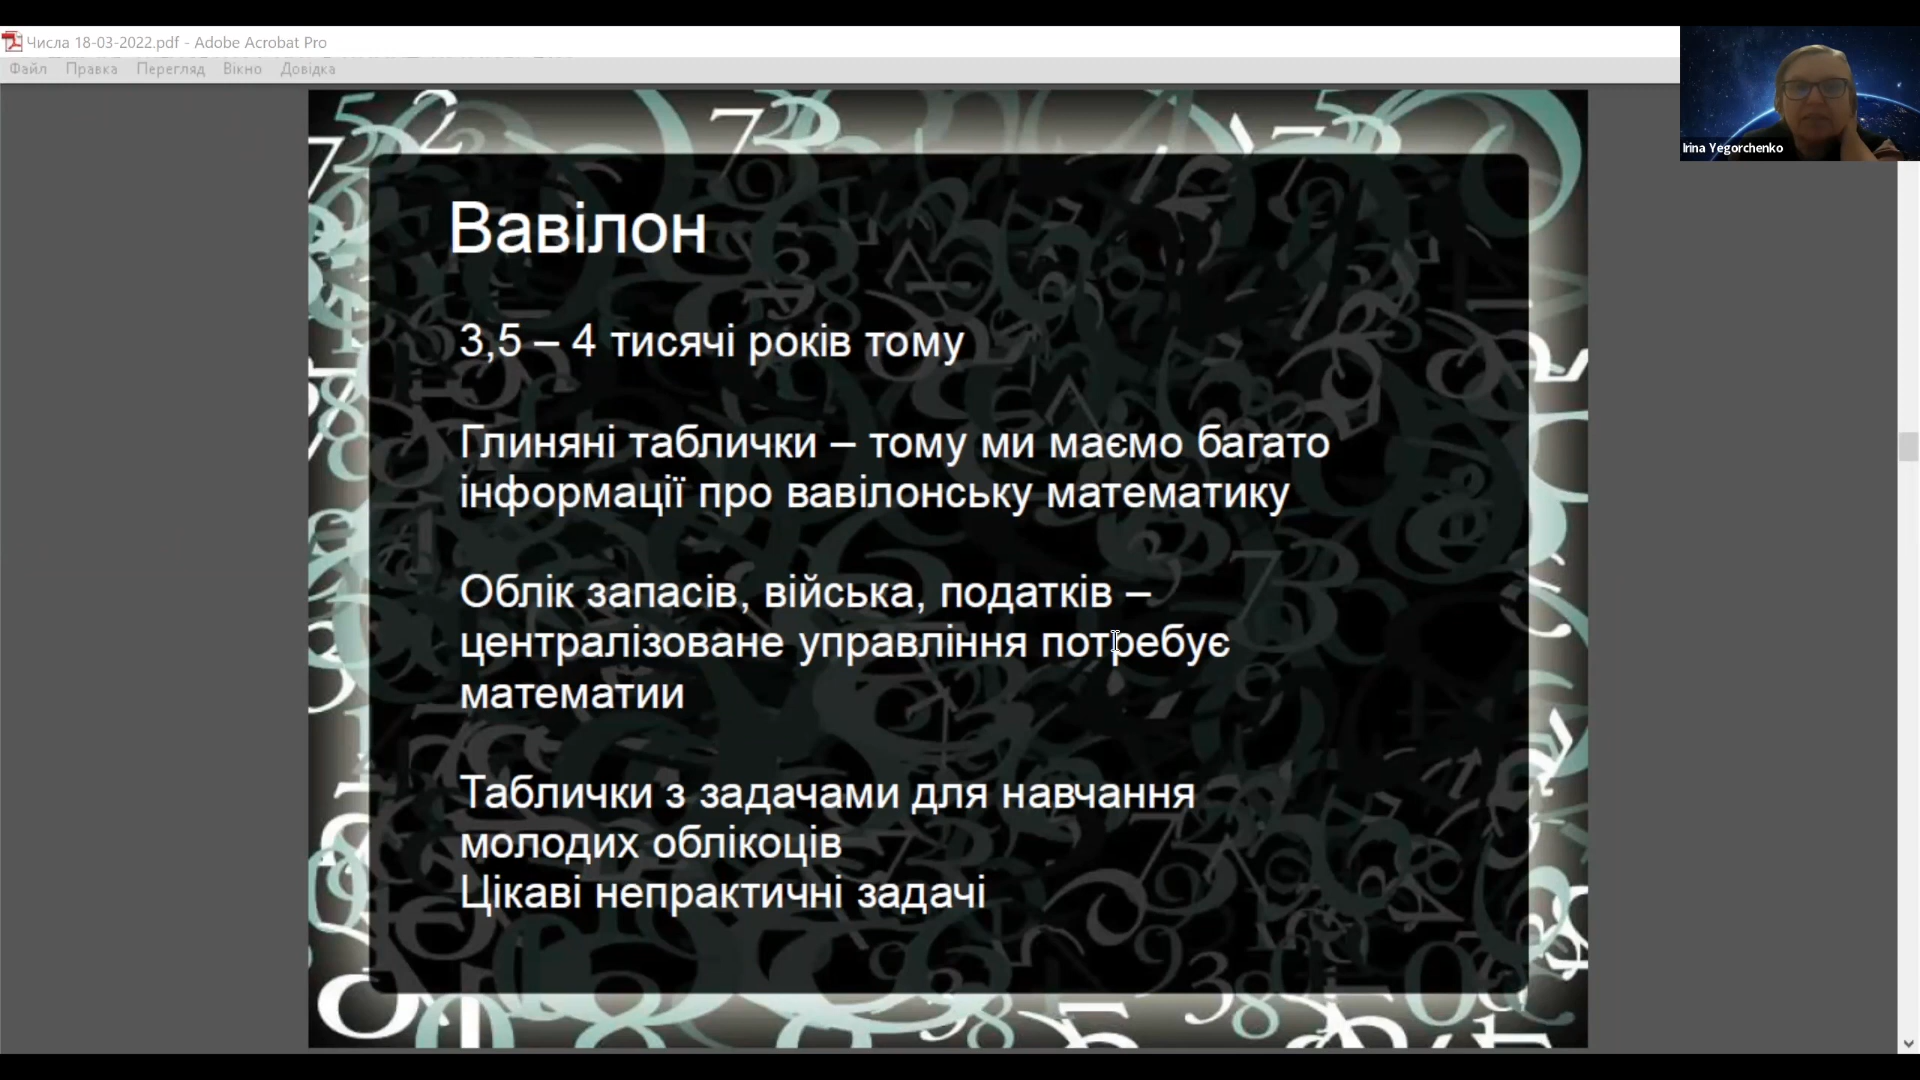 Числа 18-03-2022.pdf - Adobe Acrobat Pro
Файл Правка Перегляд Вікно Довідка
Irina Yegorchenko
Вавілон
3,5 – 4 тисячі років тому
Глиняні таблички – тому ми маємо багато
інформації про вавілонську математику
Облік запасів, війська, податків –
централізоване управління потребує
математии
Таблички з задачами для навчання
молодих облікоців
Цікаві непрактичні задачі